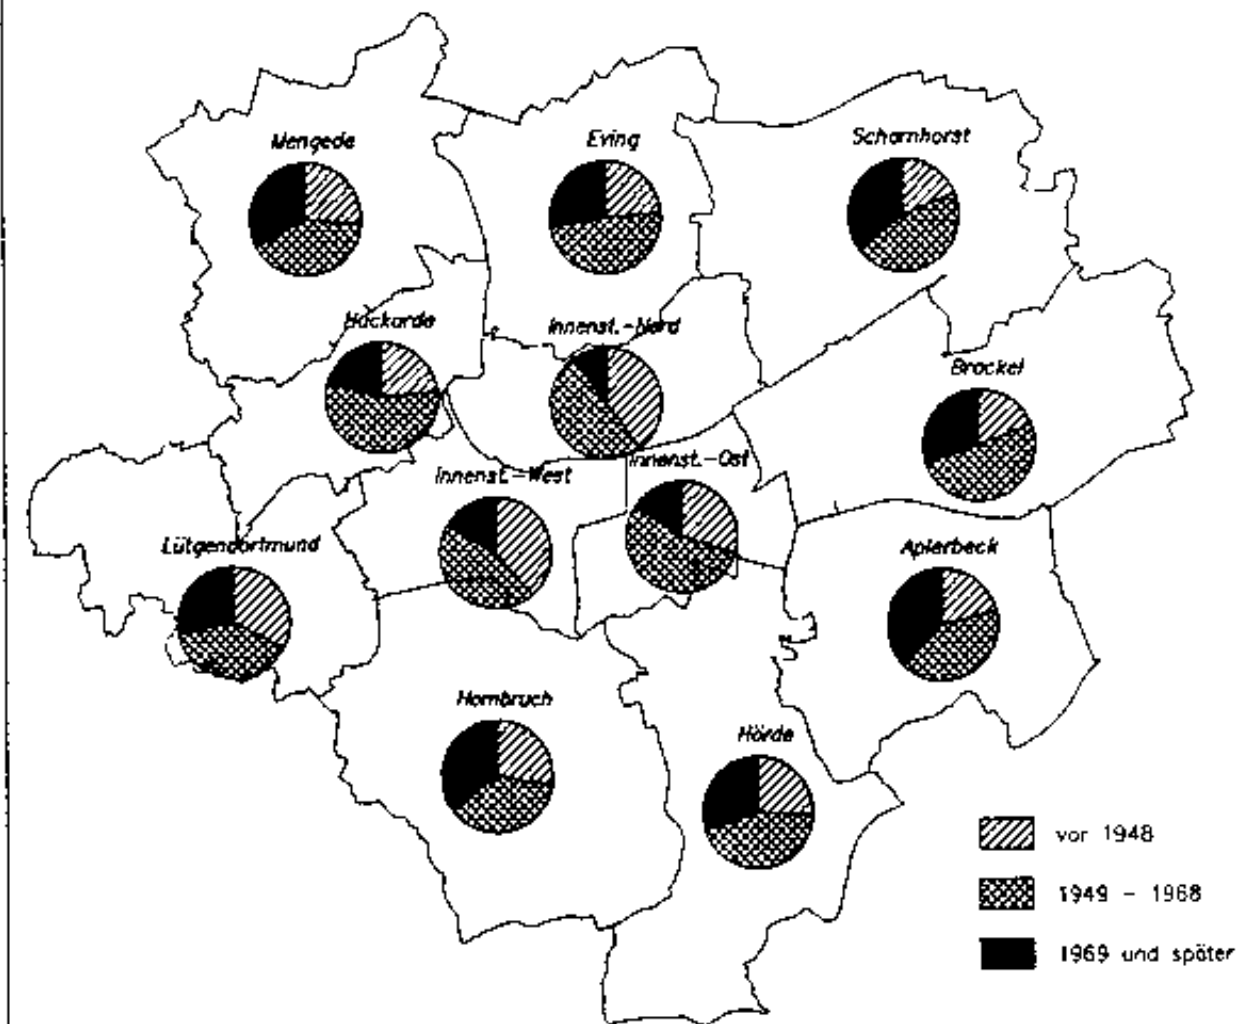 Mengede
Eving
Scharnhorst
Huckarde
Innenst.-Nord
Brackel
Innenst.-West
Innenst.-Ost
Lütgendortmund
Aplerbeck
Hombruch
Hörde
vor 1948
1949 - 1968
1969 und später